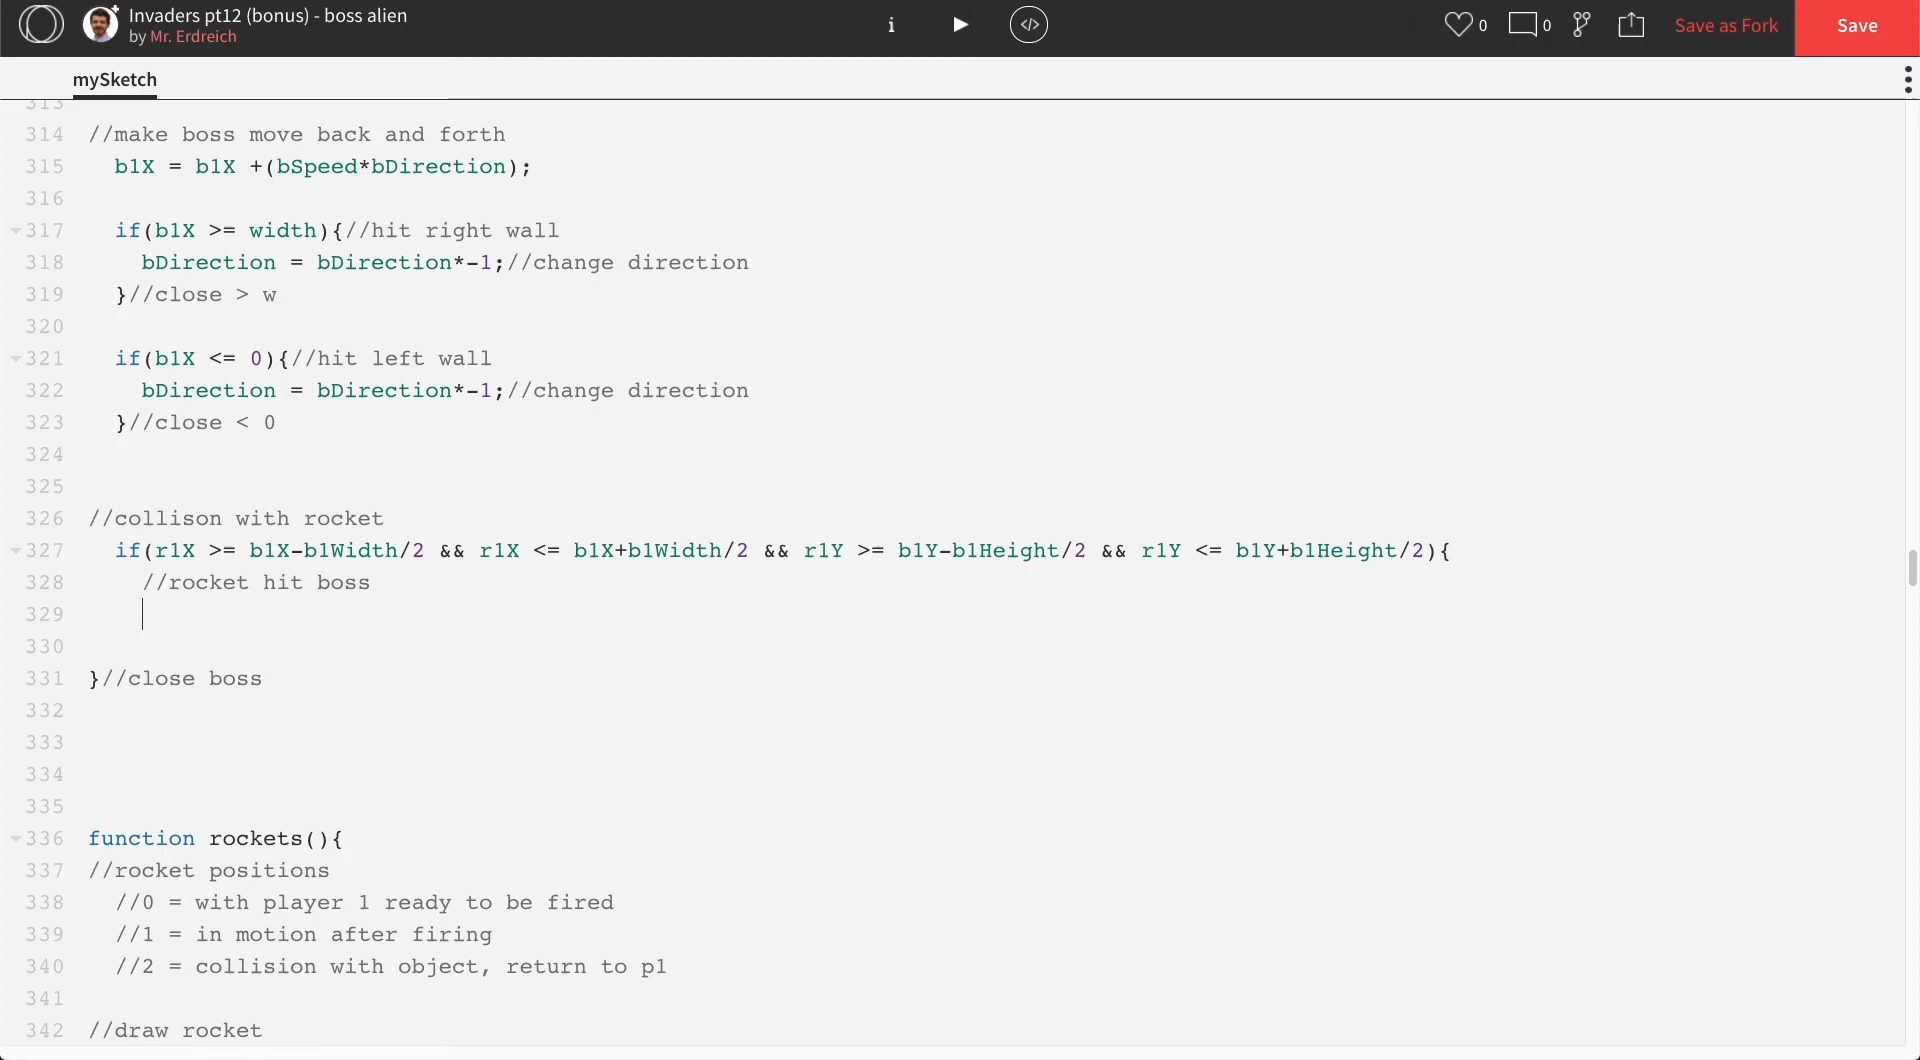 Invaders pt12 (bonus) - boss alien
by Mr. Erdreich
i
</>
0
0
Save as Fork
Save
mySketch
313
314 //make boss move back and forth
315 b1X = b1X +(bSpeed*bDirection);
316
317 if(b1X >= width){//hit right wall
318 bDirection = bDirection*-1;//change direction
319 }//close > w
320
321 if(b1X <= 0){//hit left wall
322 bDirection = bDirection*-1;//change direction
323 }//close < 0
324
325
326 //collison with rocket
327 if(r1X >= b1X-b1Width/2 && r1X <= b1X+b1Width/2 && r1Y >= b1Y-b1Height/2 && r1Y <= b1Y+b1Height/2){
328 //rocket hit boss
329
330
331 }//close boss
332
333
334
335
336 function rockets(){
337 //rocket positions
338 //0 = with player 1 ready to be fired
339 //1 = in motion after firing
340 //2 = collision with object, return to p1
341
342 //draw rocket